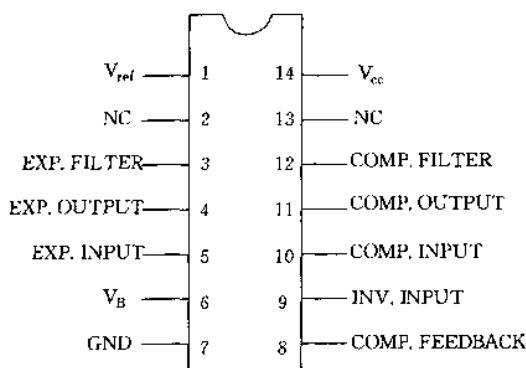 V_ref 1 14 V_cc
NC 2 13 NC
EXP. FILTER 3 12 COMP. FILTER
EXP. OUTPUT 4 11 COMP. OUTPUT
EXP. INPUT 5 10 COMP. INPUT
V_B 6 9 INV. INPUT
GND 7 8 COMP. FEEDBACK